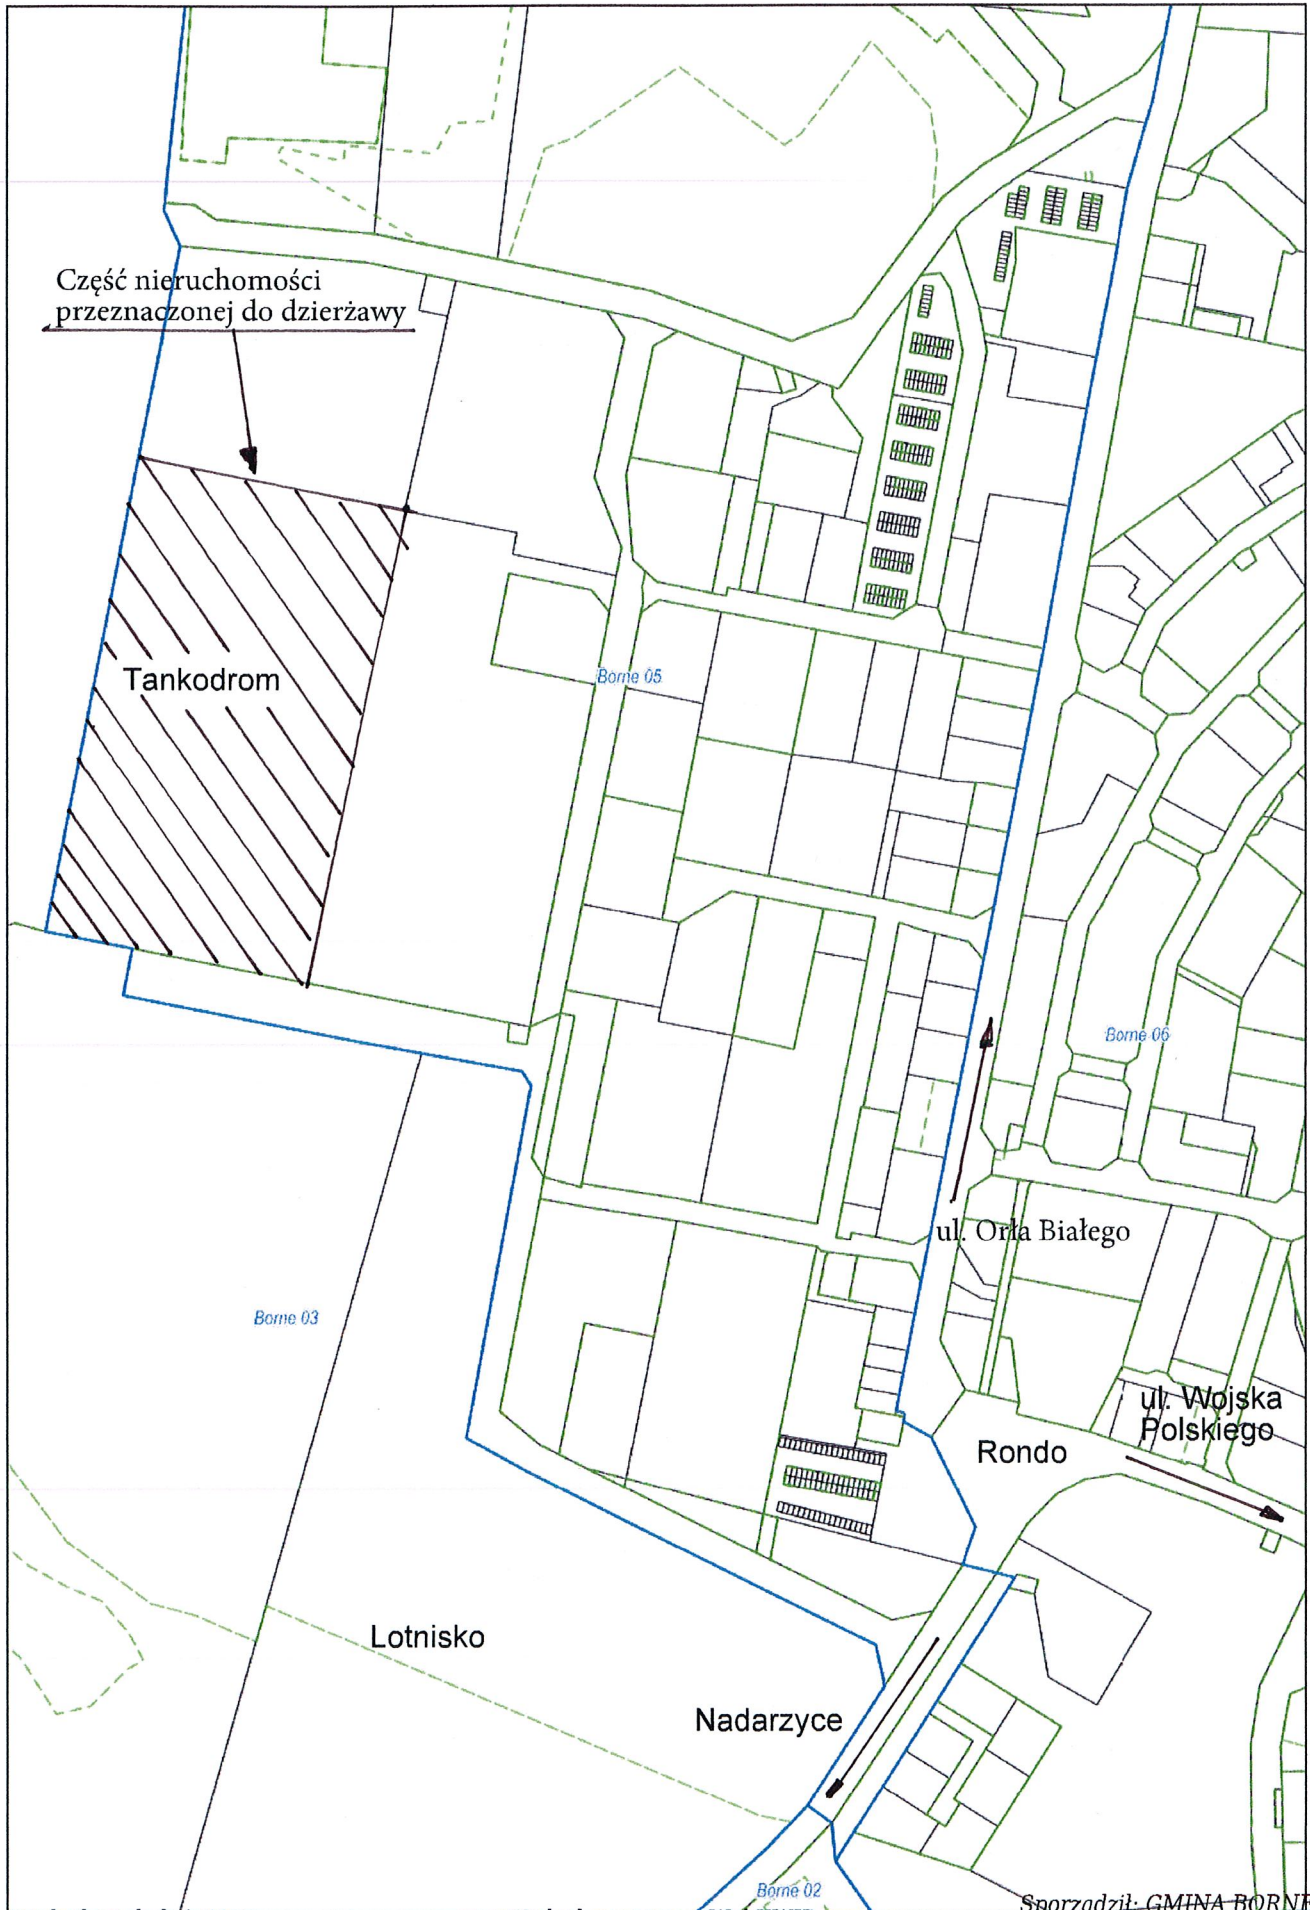 Część nieruchomości
przeznaczonej do dzierżawy
Tankodrom
Borne 05
Borne 06
ul. Orła Białego
Borne 03
ul. Wojska
Polskiego
Rondo
Lotnisko
Nadarzyce
Borne 02
Sporządził: GMINA BORNE